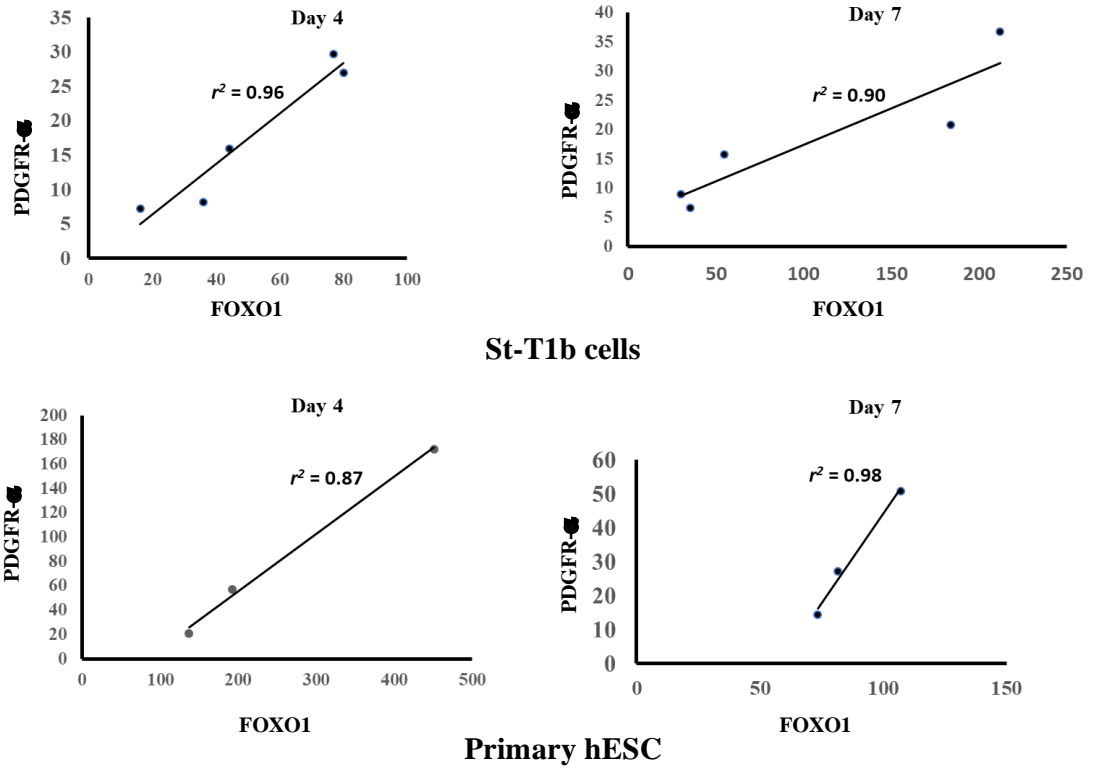 Day 4
35
30
25
20
15
10
5
0
r² = 0.96
PDGFR-α
0 20 40 60 80 100
FOXO1
Day 7
40
35
30
25
20
15
10
5
0
r² = 0.90
PDGFR-α
0 50 100 150 200 250
FOXO1
St-T1b cells
Day 4
200
180
160
140
120
100
80
60
40
20
0
r² = 0.87
PDGFR-α
0 100 200 300 400 500
FOXO1
Day 7
60
50
40
30
20
10
0
r² = 0.98
PDGFR-α
0 50 100 150
FOXO1
Primary hESC